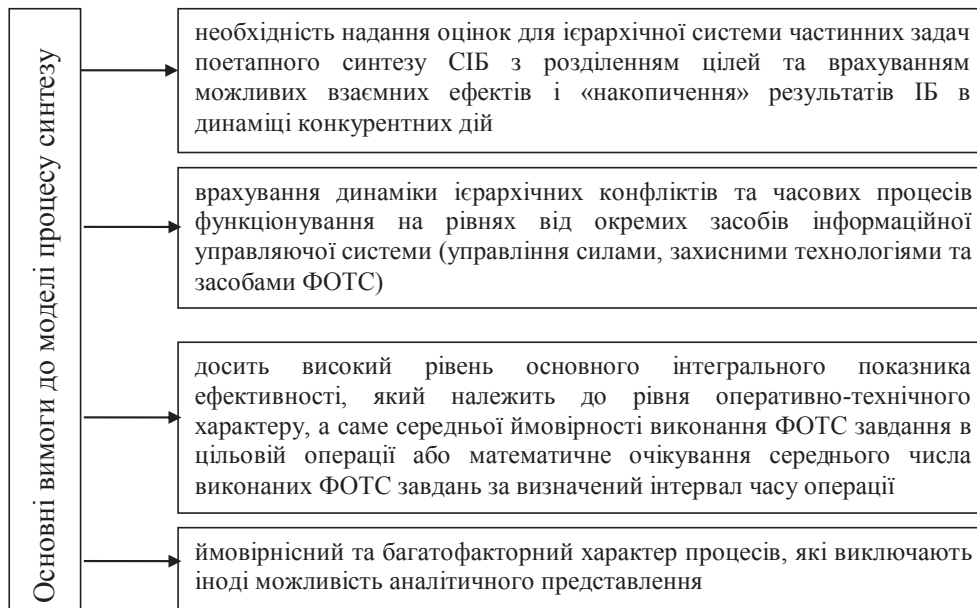 Основні вимоги до моделі процесу синтезу
необхідність надання оцінок для ієрархічної системи частинних задач
поетапного синтезу СІБ з розділенням цілей та врахуванням
можливих взаємних ефектів і «накопичення» результатів ІБ в
динаміці конкурентних дій
врахування динаміки ієрархічних конфліктів та часових процесів
функціонування на рівнях від окремих засобів інформаційної
управляючої системи (управління силами, захисними технологіями та
засобами ФОТС)
досить високий рівень основного інтегрального показника
ефективності, який належить до рівня оперативно-технічного
характеру, а саме середньої ймовірності виконання ФОТС завдання в
цільовій операції або математичне очікування середнього числа
виконаних ФОТС завдань за визначений інтервал часу операції
ймовірнісний та багатофакторний характер процесів, які виключають
іноді можливість аналітичного представлення